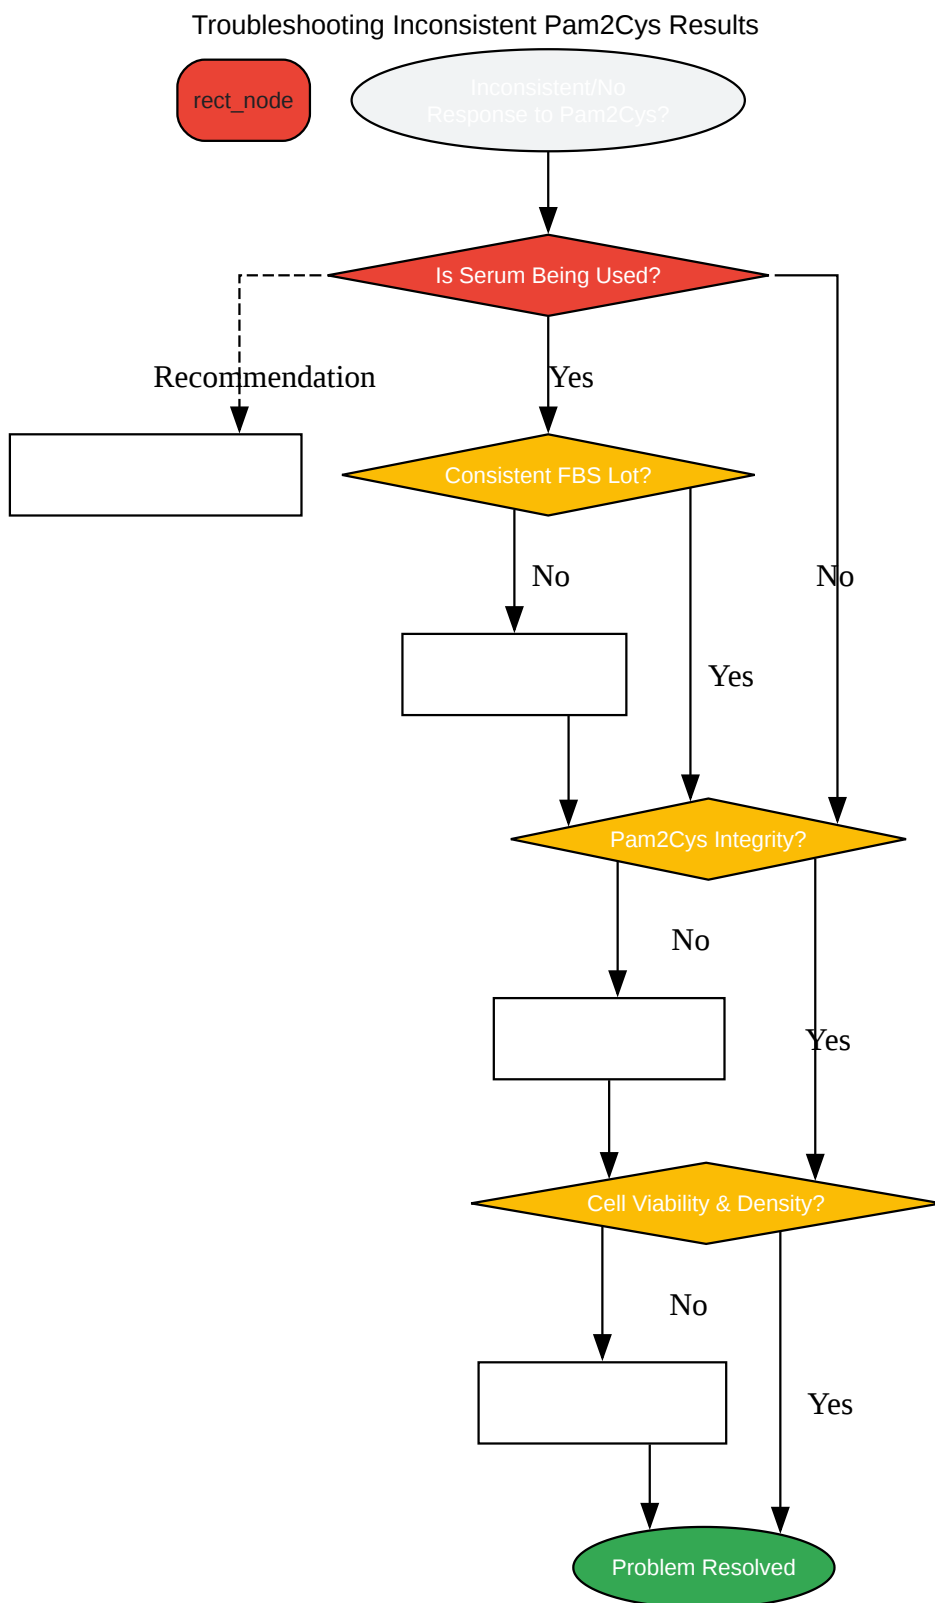 Troubleshooting Inconsistent Pam2Cys Results
rect_node
Inconsistent/No
Response to Pam2Cys?
Is Serum Being Used?
Recommendation
Yes
Consistent FBS Lot?
No
No
Yes
Pam2Cys Integrity?
No
Yes
Cell Viability & Density?
No
Yes
Problem Resolved